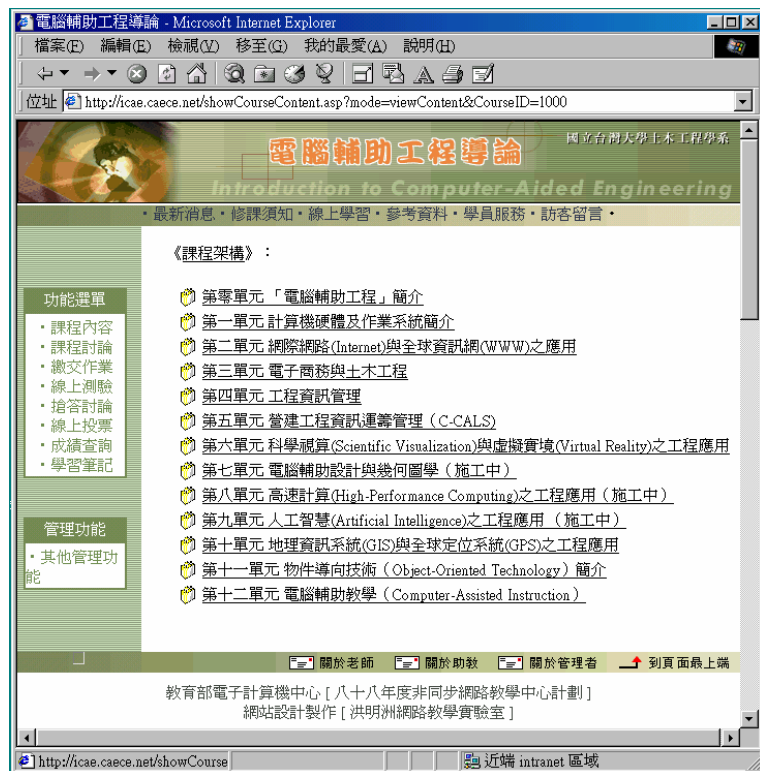 電腦輔助工程導論 - Microsoft Internet Explorer
檔案(F) 編輯(E) 檢視(V) 移至(G) 我的最愛(A) 說明(H)
位址 http://icae.caece.net/showCourseContent.asp?mode=viewContent&CourseID=1000
電腦輔助工程導論
國立台灣大學土木工程學系
Introduction to Computer-Aided Engineering
・最新消息・修課須知・線上學習・參考資料・學員服務・訪客留言・
《課程架構》：
功能選單
・課程內容
・課程討論
・繳交作業
・線上測驗
・搶答討論
・線上投票
・成績查詢
・學習筆記
管理功能
・其他管理功
能
第零單元 「電腦輔助工程」簡介
第一單元 計算機硬體及作業系統簡介
第二單元 網際網路(Internet)與全球資訊網(WWW)之應用
第三單元 電子商務與土木工程
第四單元 工程資訊管理
第五單元 營建工程資訊運籌管理（C-CALS)
第六單元 科學視算(Scientific Visualization)與虛擬實境(Virtual Reality)之工程應用
第七單元 電腦輔助設計與幾何圖學（施工中）
第八單元 高速計算(High-Performance Computing)之工程應用（施工中）
第九單元 人工智慧(Artificial Intelligence)之工程應用 （施工中）
第十單元 地理資訊系統(GIS)與全球定位系統(GPS)之工程應用
第十一單元 物件導向技術（Object-Oriented Technology）簡介
第十二單元 電腦輔助教學（Computer-Assisted Instruction）
關於老師 關於助教 關於管理者 到頁面最上端
教育部電子計算機中心 [ 八十八年度非同步網路教學中心計劃 ]
網站設計製作 [ 洪明洲網路教學實驗室 ]
http://icae.caece.net/showCourse 近端 intranet 區域